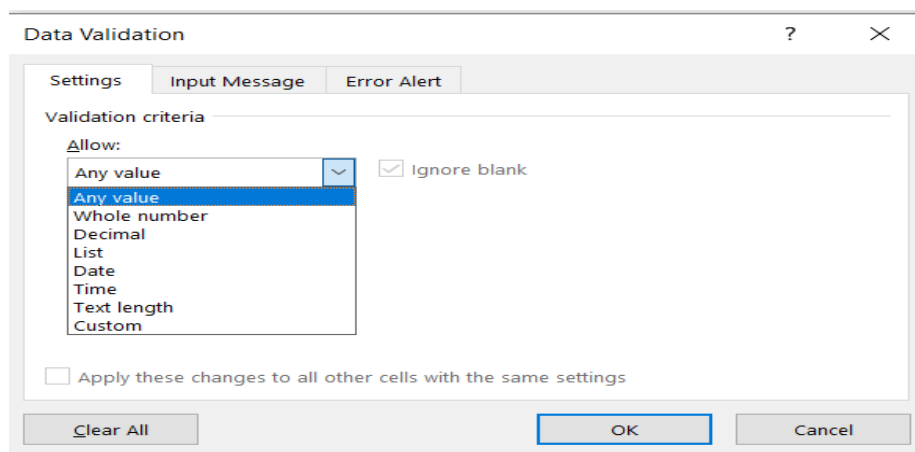 Data Validation ? ×
Settings Input Message Error Alert
Validation criteria
Allow:
Any value Ignore blank
Any value
Whole number
Decimal
List
Date
Time
Text length
Custom
Apply these changes to all other cells with the same settings
Clear All OK Cancel